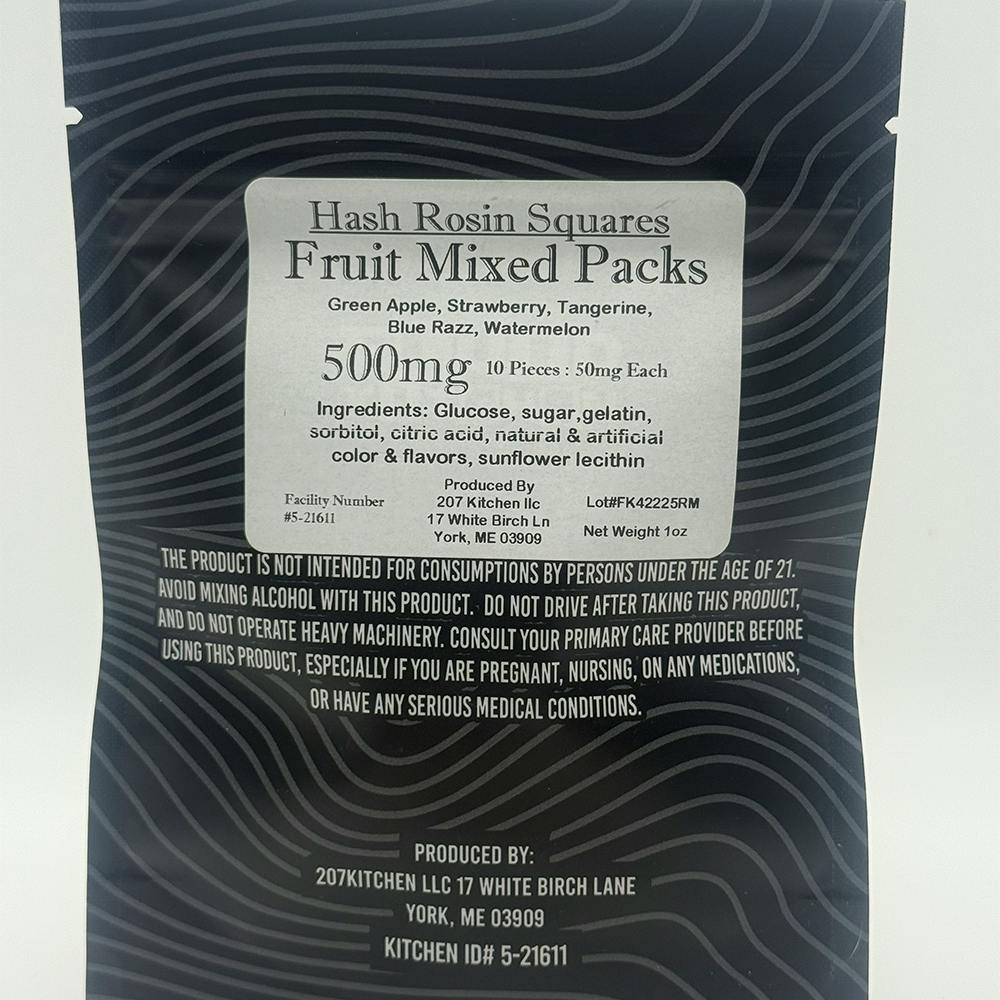 Hash Rosin Squares
Fruit Mixed Packs
Green Apple, Strawberry, Tangerine,
Blue Razz, Watermelon
500mg 10 Pieces : 50mg Each
Ingredients: Glucose, sugar,gelatin,
sorbitol, citric acid, natural & artificial
color & flavors, sunflower lecithin
Facility Number
#5-21611
Produced By
207 Kitchen llc
17 White Birch Ln
York, ME 03909
Lot#FK42225RM
Net Weight 1oz
THE PRODUCT IS NOT INTENDED FOR CONSUMPTIONS BY PERSONS UNDER THE AGE OF 21.
AVOID MIXING ALCOHOL WITH THIS PRODUCT. DO NOT DRIVE AFTER TAKING THIS PRODUCT,
AND DO NOT OPERATE HEAVY MACHINERY. CONSULT YOUR PRIMARY CARE PROVIDER BEFORE
USING THIS PRODUCT, ESPECIALLY IF YOU ARE PREGNANT, NURSING, ON ANY MEDICATIONS,
OR HAVE ANY SERIOUS MEDICAL CONDITIONS.
PRODUCED BY:
207KITCHEN LLC 17 WHITE BIRCH LANE
YORK, ME 03909
KITCHEN ID# 5-21611